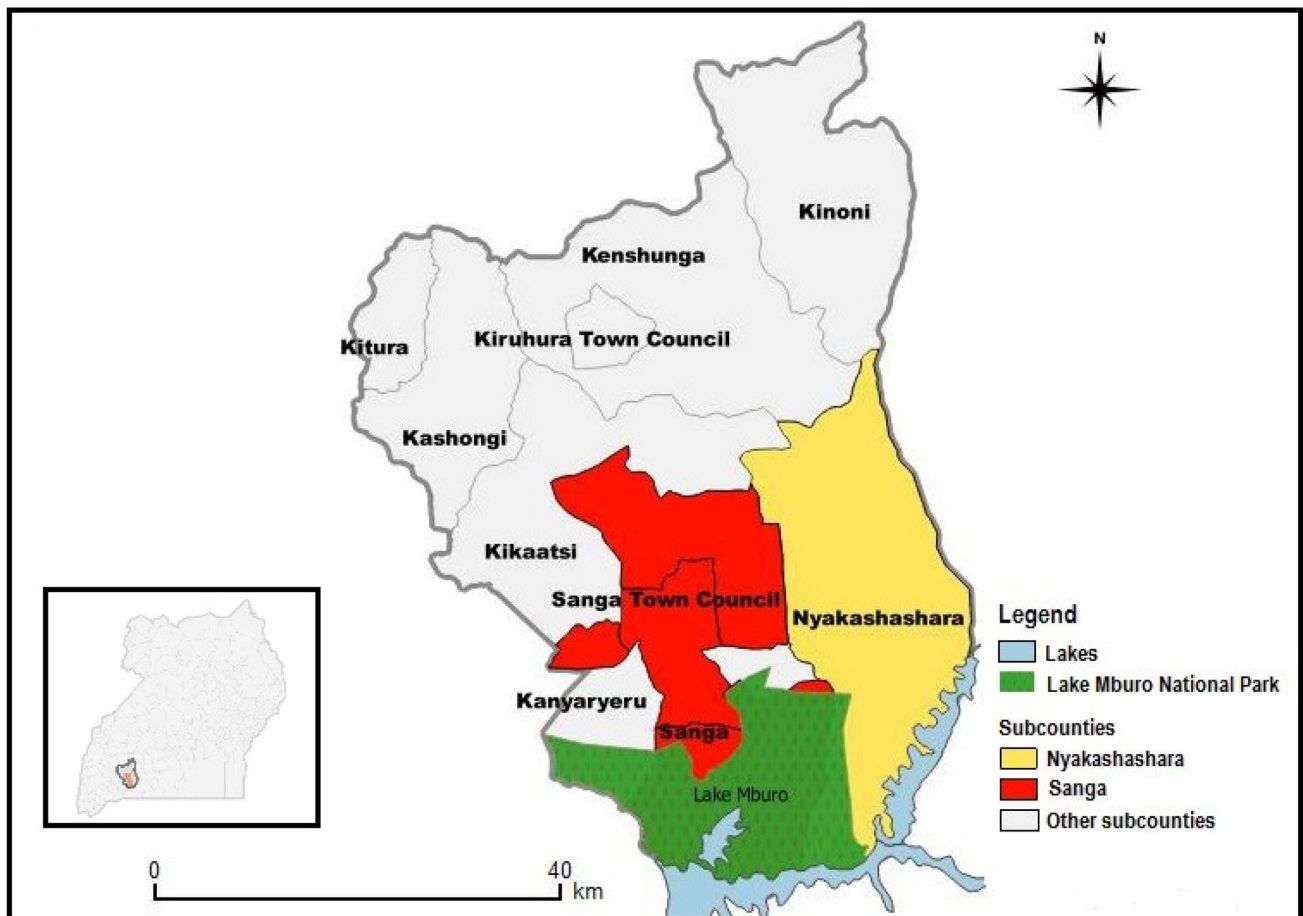 N
Kinoni
Kenshunga
Kitura
Kiruhura Town Council
Kashongi
Kikaatsi
Sanga Town Council
Nyakashashara
Kanyaryeru
Sanga
Lake Mburo
Legend
Lakes
Lake Mburo National Park
Subcounties
Nyakashashara
Sanga
Other subcounties
0
40
km